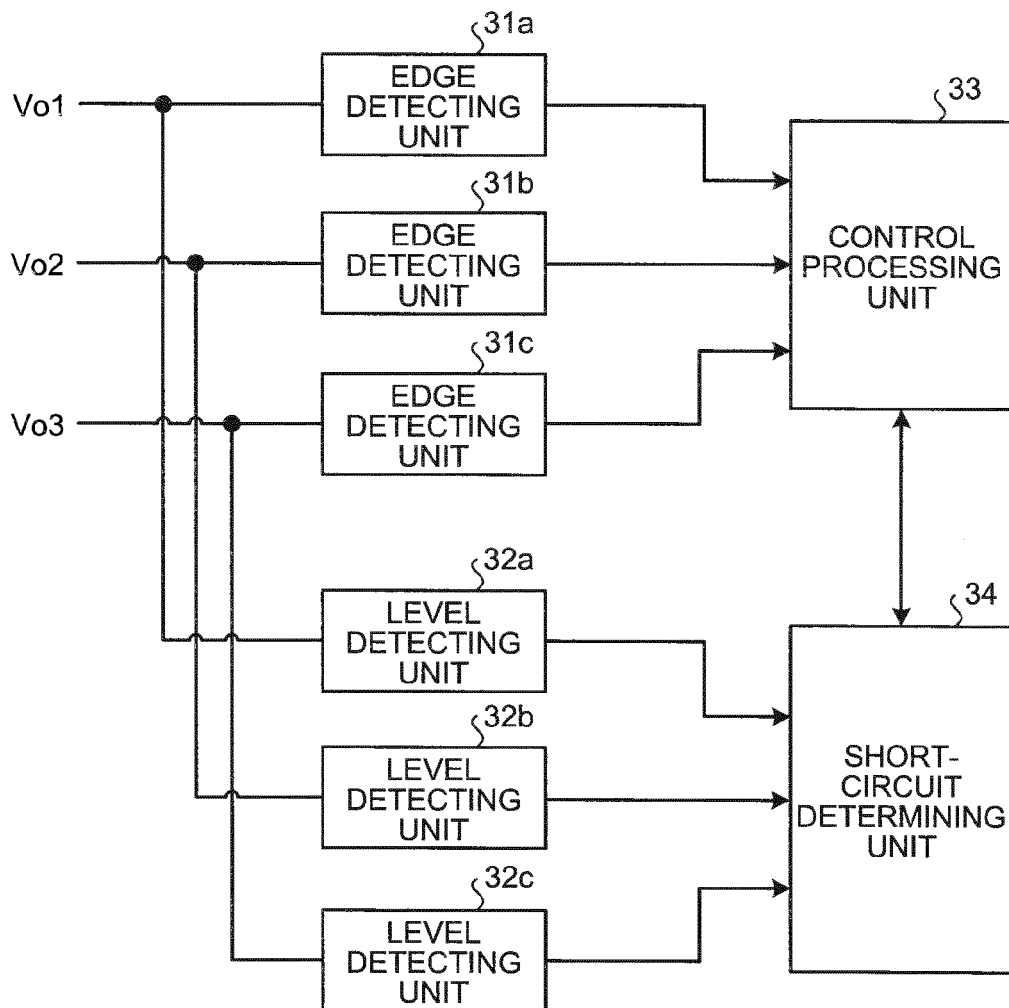 31a
EDGE
DETECTING
UNIT
Vo1
33
CONTROL
PROCESSING
UNIT
31b
EDGE
DETECTING
UNIT
Vo2
31c
EDGE
DETECTING
UNIT
Vo3
32a
LEVEL
DETECTING
UNIT
34
SHORT-
CIRCUIT
DETERMINING
UNIT
32b
LEVEL
DETECTING
UNIT
32c
LEVEL
DETECTING
UNIT